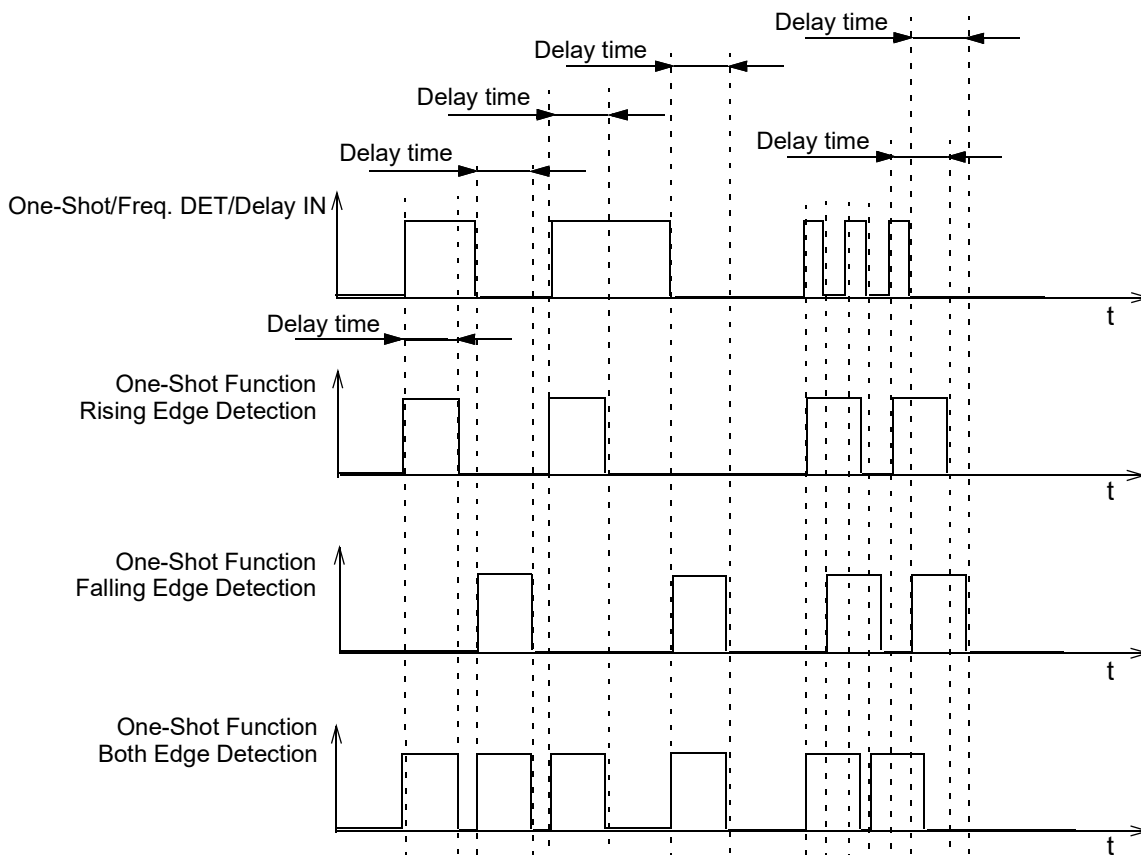 Delay time
Delay time
Delay time
Delay time
Delay time
One-Shot/Freq. DET/Delay IN
t
Delay time
One-Shot Function
Rising Edge Detection
t
One-Shot Function
Falling Edge Detection
t
One-Shot Function
Both Edge Detection
t